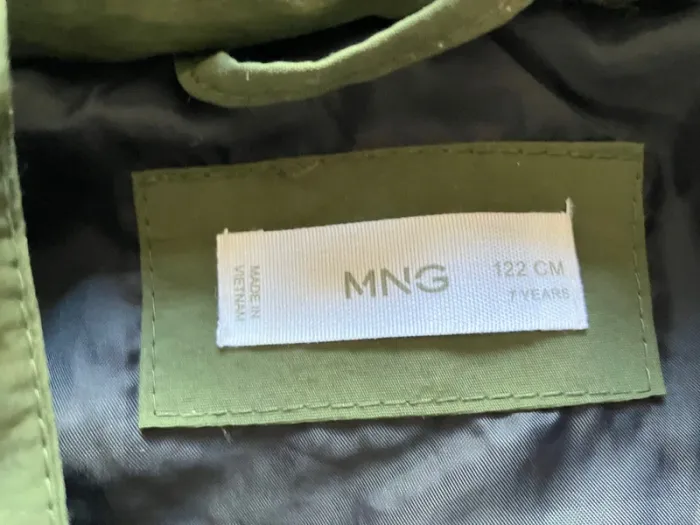 MADE IN
VIETNAM
MNG
122 CM
7 YEARS